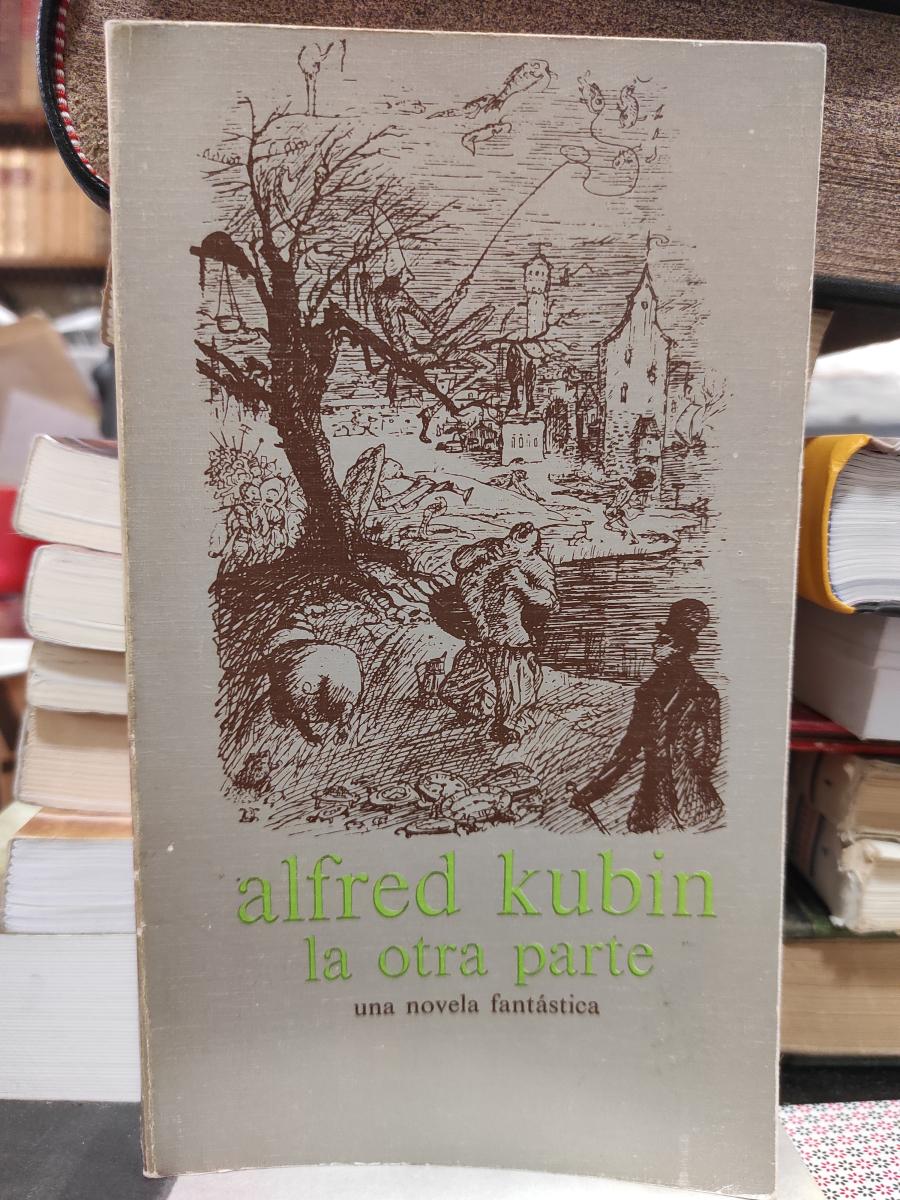 alfred kubin
la otra parte
una novela fantástica